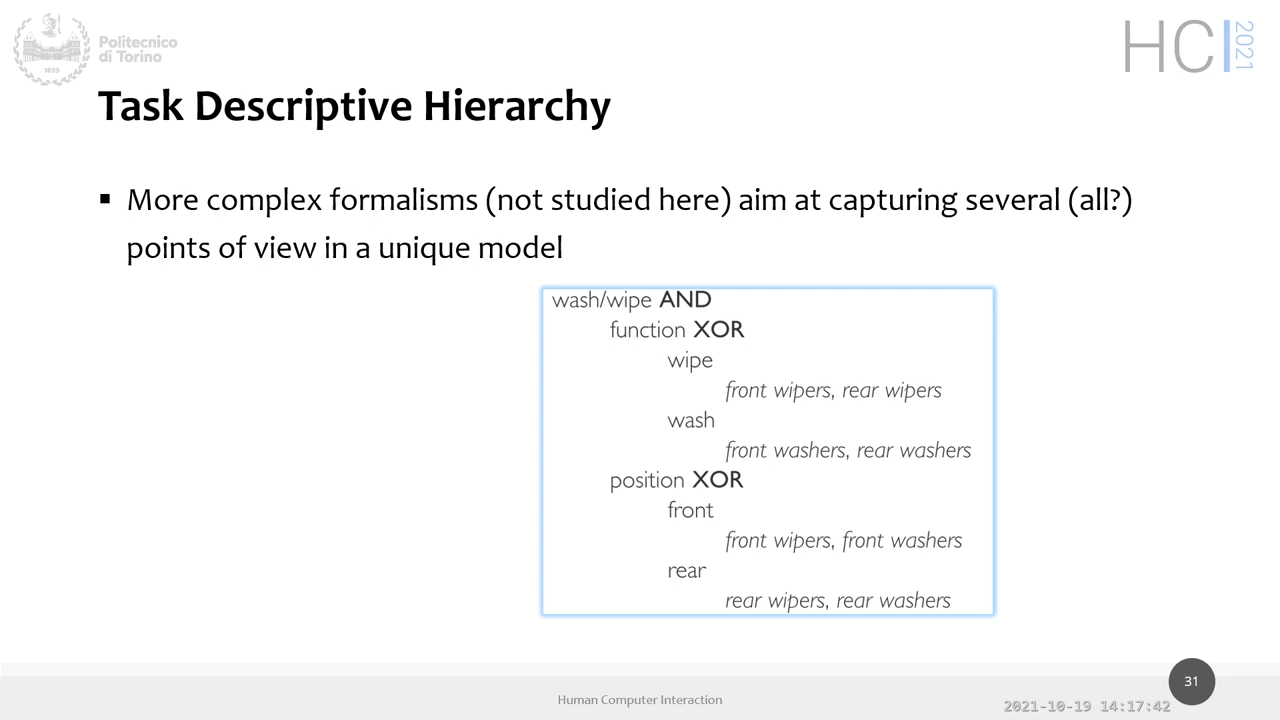 Politecnico
di Torino
1859
HCI
2021
Task Descriptive Hierarchy
▪ More complex formalisms (not studied here) aim at capturing several (all?)
points of view in a unique model
wash/wipe AND
function XOR
wipe
front wipers, rear wipers
wash
front washers, rear washers
position XOR
front
front wipers, front washers
rear
rear wipers, rear washers
31
Human Computer Interaction
2021-10-19 14:17:42